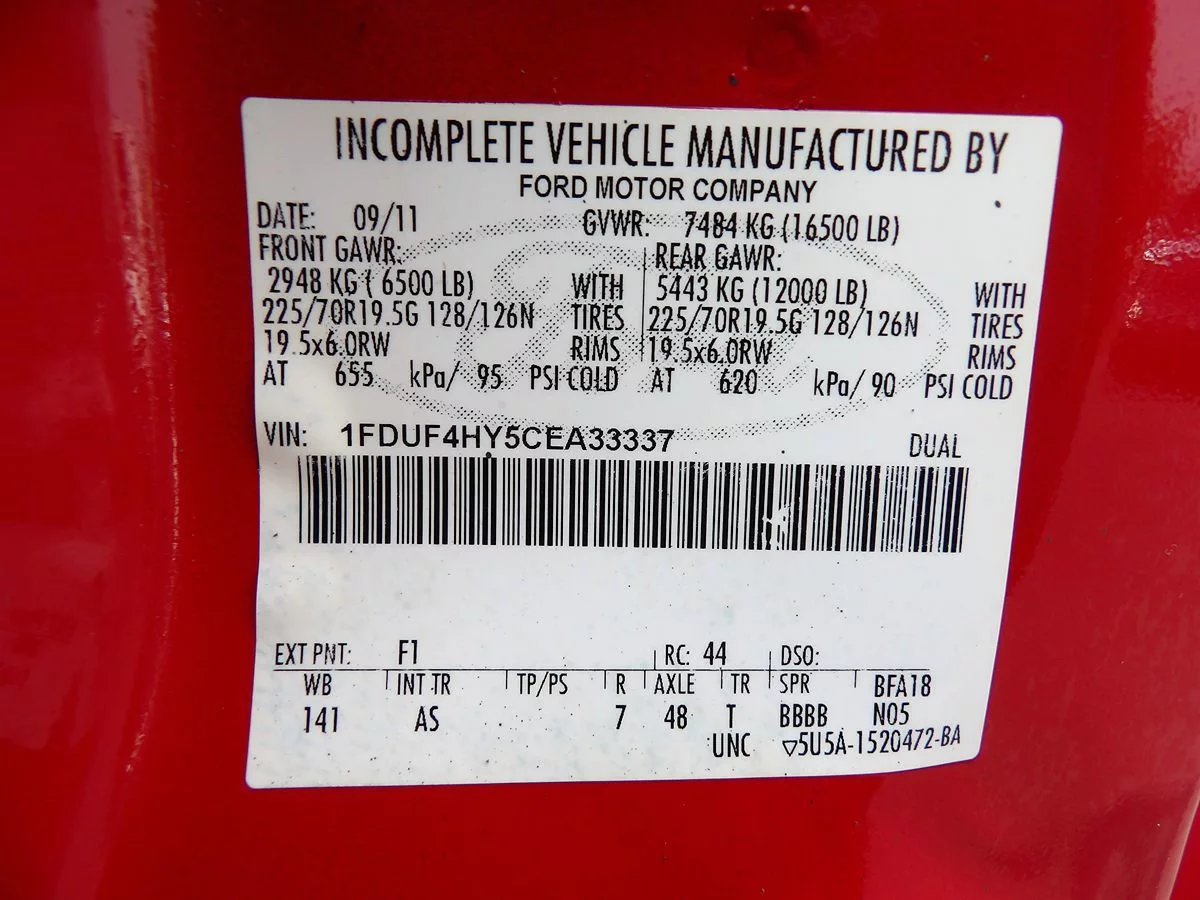 INCOMPLETE VEHICLE MANUFACTURED BY
FORD MOTOR COMPANY
DATE: 09/11 GVWR: 7484 KG (16500 LB)
FRONT GAWR: REAR GAWR:
2948 KG ( 6500 LB) WITH 5443 KG (12000 LB) WITH
225/70R19.5G 128/126N TIRES 225/70R19.5G 128/126N TIRES
19.5x6.0RW RIMS 19.5x6.0RW RIMS
AT 655 kPa/ 95 PSI COLD AT 620 kPa/ 90 PSI COLD
VIN: 1FDUF4HY5CEA33337 DUAL
EXT PNT: F1 RC: 44 DSO:
WB INT TR TP/PS R AXLE TR SPR BFA18
141 AS 7 48 T BBBB N05
UNC ▽5U5A-1520472-BA